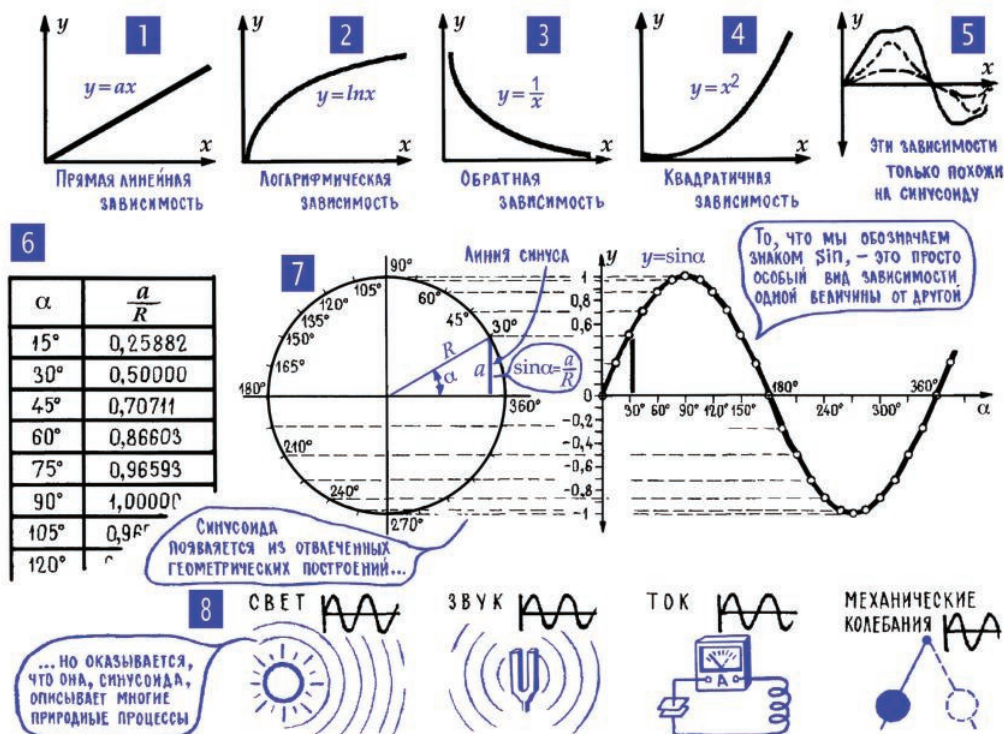 1
y
y=ax
x
ПРЯМАЯ ЛИНЕЙНАЯ
ЗАВИСИМОСТЬ
2
y
y=lnx
x
ЛОГАРИФМИЧЕСКАЯ
ЗАВИСИМОСТЬ
3
y
y=1/x
x
ОБРАТНАЯ
ЗАВИСИМОСТЬ
4
y
y=x²
x
КВАДРАТИЧНАЯ
ЗАВИСИМОСТЬ
5
y
x
ЭТИ ЗАВИСИМОСТИ
ТОЛЬКО ПОХОЖИ
НА СИНУСОИДУ
6
α a/R
15° 0,25882
30° 0,50000
45° 0,70711
60° 0,86603
75° 0,96593
90° 1,00000
105° 0,96
120°
7
90°
105°
120°
135°
150°
165°
180°
210°
240°
270°
360°
30°
45°
60°
R
α
a
ЛИНИЯ СИНУСА
sinα=a/R
y
y=sinα
1
0,8
0,6
0
-0,2
-0,4
-0,6
-0,8
-1
30° 60° 90° 120° 150° 180° 240° 300° 360° α
ТО, ЧТО МЫ ОБОЗНАЧАЕМ
ЗНАКОМ Sin, – ЭТО ПРОСТО
ОСОБЫЙ ВИД ЗАВИСИМОСТИ
ОДНОЙ ВЕЛИЧИНЫ ОТ ДРУГОЙ
СИНУСОИДА
ПОЯВЛЯЕТСЯ ИЗ ОТВЛЕЧЕННЫХ
ГЕОМЕТРИЧЕСКИХ ПОСТРОЕНИЙ...
8
...НО ОКАЗЫВАЕТСЯ,
ЧТО ОНА, СИНУСОИДА,
ОПИСЫВАЕТ МНОГИЕ
ПРИРОДНЫЕ ПРОЦЕССЫ
СВЕТ
ЗВУК
ТОК
А
МЕХАНИЧЕСКИЕ
КОЛЕБАНИЯ